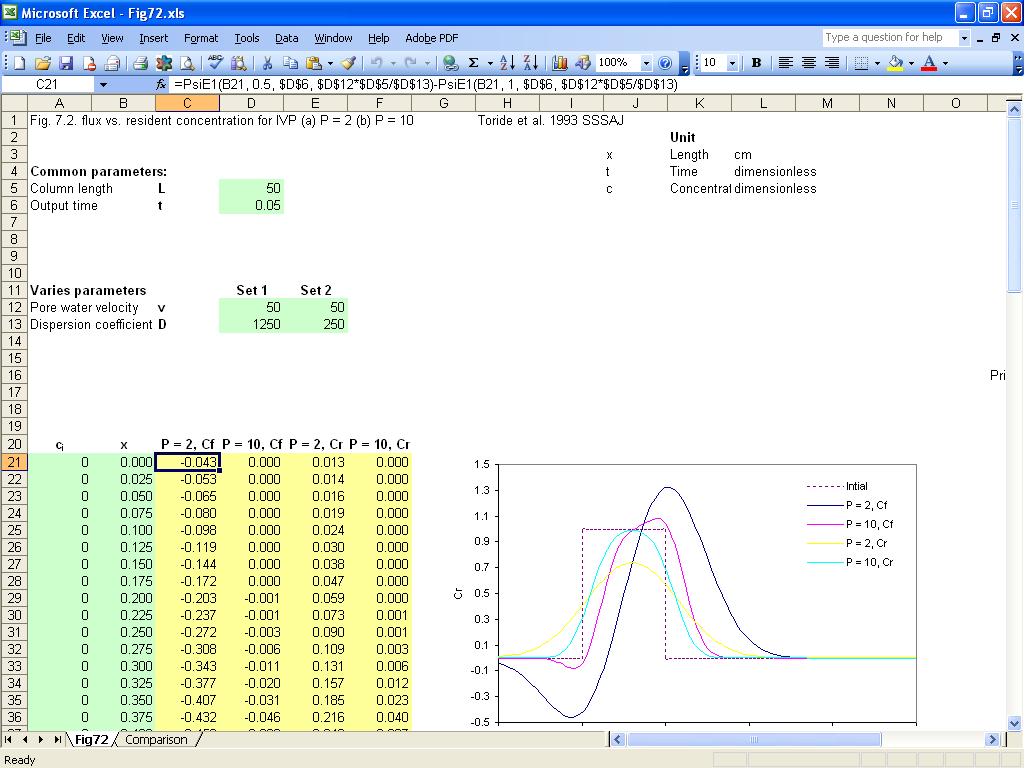 Microsoft Excel - Fig72.xls
File Edit View Insert Format Tools Data Window Help Adobe PDF Type a question for help
100% 10 B A
C21 fx =PsiE1(B21, 0.5, $D$6, $D$12*$D$5/$D$13)-PsiE1(B21, 1, $D$6, $D$12*$D$5/$D$13)
A B C D E F G H I J K L M N O
1 Fig. 7.2. flux vs. resident concentration for IVP (a) P = 2 (b) P = 10 Toride et al. 1993 SSSAJ
2 Unit
3 x Length cm
4 Common parameters: t Time dimensionless
5 Column length L 50 c Concentrat dimensionless
6 Output time t 0.05
7
8
9
10
11 Varies parameters Set 1 Set 2
12 Pore water velocity v 50 50
13 Dispersion coefficient D 1250 250
14
15
16 Pri
17
18
19
20 ci x P = 2, Cf P = 10, Cf P = 2, Cr P = 10, Cr
21 0 0.000 -0.043 0.000 0.013 0.000
22 0 0.025 -0.053 0.000 0.014 0.000
23 0 0.050 -0.065 0.000 0.016 0.000
24 0 0.075 -0.080 0.000 0.019 0.000
25 0 0.100 -0.098 0.000 0.024 0.000
26 0 0.125 -0.119 0.000 0.030 0.000
27 0 0.150 -0.144 0.000 0.038 0.000
28 0 0.175 -0.172 0.000 0.047 0.000
29 0 0.200 -0.203 -0.001 0.059 0.000
30 0 0.225 -0.237 -0.001 0.073 0.001
31 0 0.250 -0.272 -0.003 0.090 0.001
32 0 0.275 -0.308 -0.006 0.109 0.003
33 0 0.300 -0.343 -0.011 0.131 0.006
34 0 0.325 -0.377 -0.020 0.157 0.012
35 0 0.350 -0.407 -0.031 0.185 0.023
36 0 0.375 -0.432 -0.046 0.216 0.040
1.5
1.3
1.1
0.9
0.7
0.5
0.3
0.1
-0.1
-0.3
-0.5
Cr
Intial
P = 2, Cf
P = 10, Cf
P = 2, Cr
P = 10, Cr
Fig72 Comparison
Ready